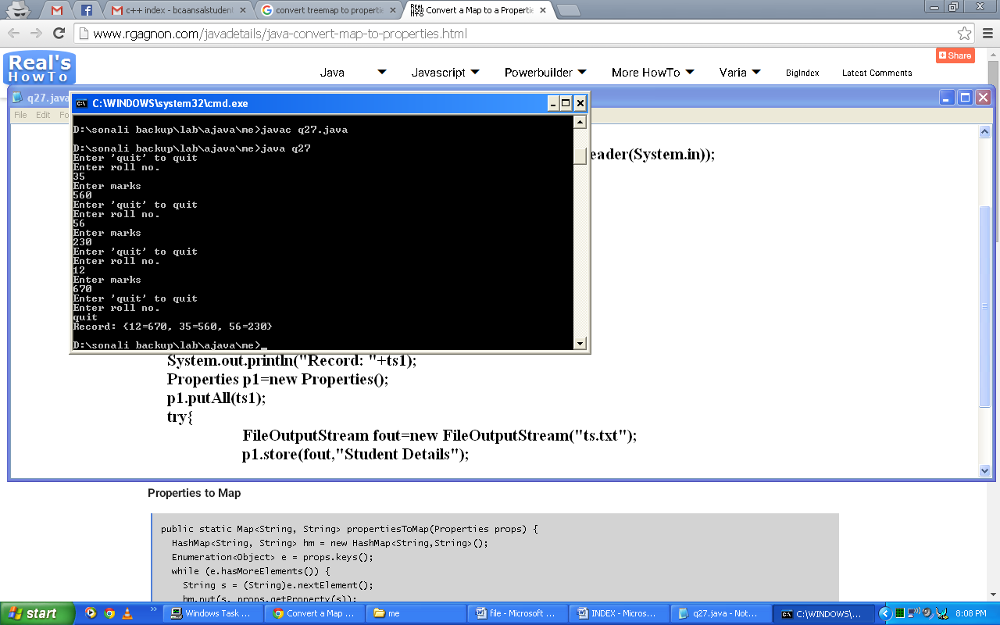 c++ index - bcaansalstuden
convert treemap to propertie
REAL HOW TO
Convert a Map to a Propertie
www.rgagnon.com/javadetails/java-convert-map-to-properties.html
Share
Real's
HowTo
Java
Javascript
Powerbuilder
More HowTo
Varia
BigIndex
Latest Comments
q27.java
File Edit Fo
C:\WINDOWS\system32\cmd.exe
D:\sonali backup\lab\ajava\me>javac q27.java
D:\sonali backup\lab\ajava\me>java q27
Enter 'quit' to quit
Enter roll no.
35
Enter marks
560
Enter 'quit' to quit
Enter roll no.
56
Enter marks
230
Enter 'quit' to quit
Enter roll no.
12
Enter marks
670
Enter 'quit' to quit
Enter roll no.
quit
Record: {12=670, 35=560, 56=230}
D:\sonali backup\lab\ajava\me>_
eader(System.in));
System.out.println("Record: "+ts1);
Properties p1=new Properties();
p1.putAll(ts1);
try{
FileOutputStream fout=new FileOutputStream("ts.txt");
p1.store(fout,"Student Details");
Properties to Map
public static Map<String, String> propertiesToMap(Properties props) {
HashMap<String, String> hm = new HashMap<String,String>();
Enumeration<Object> e = props.keys();
while (e.hasMoreElements()) {
String s = (String)e.nextElement();
hm.put(s, props.getProperty(s));
start
Windows Task ...
Convert a Map ...
me
file - Microsoft ...
INDEX - Micros...
q27.java - Not...
C:\WINDOWS\...
8:08 PM